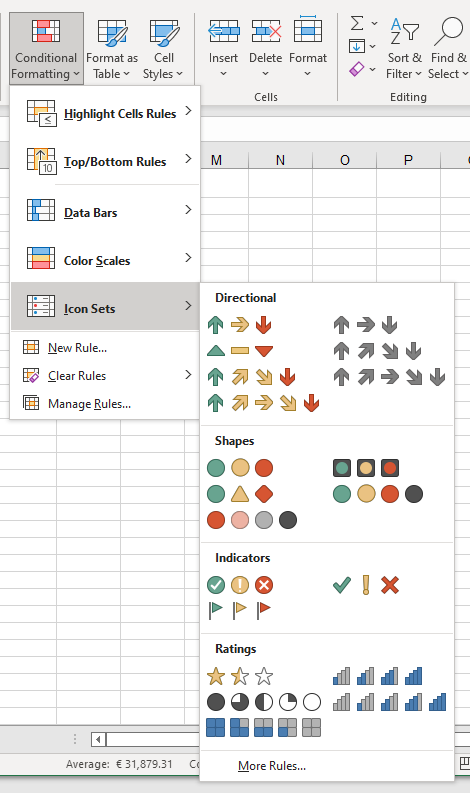 Conditional Formatting
Format as Table
Cell Styles
Insert
Delete
Format
Sort & Filter
Find & Select
Cells
Editing
Highlight Cells Rules
10
Top/Bottom Rules
Data Bars
Color Scales
Icon Sets
New Rule...
Clear Rules
Manage Rules...
M N O P
Directional
Shapes
Indicators
Ratings
More Rules...
Average: € 31,879.31